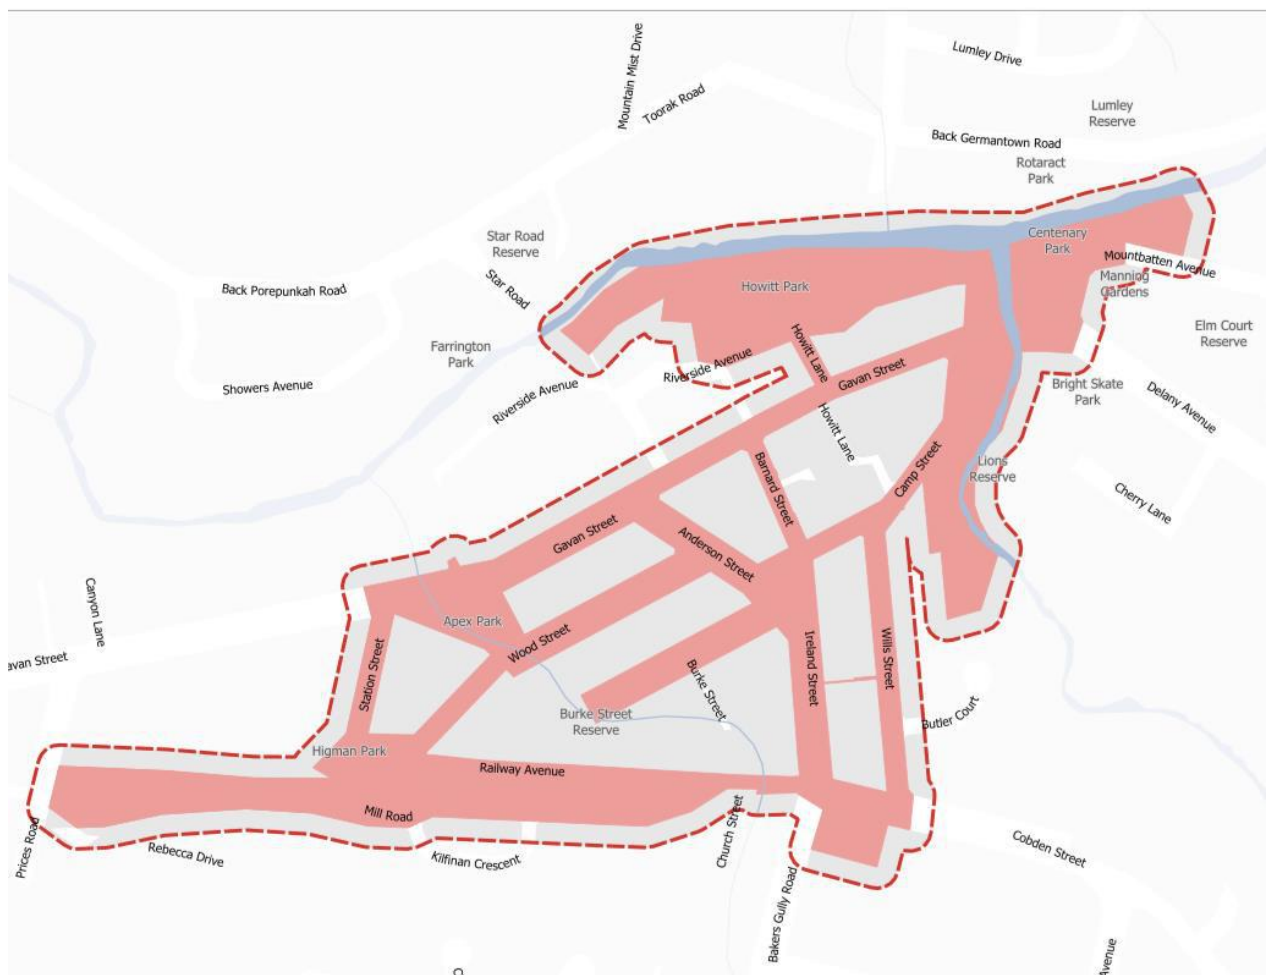 Lumley Drive
Mountain Mist Drive
Toorak Road
Lumley
Reserve
Back Germantown Road
Rotaract
Park
Star Road
Reserve
Centenary
Park
Mountbatten Avenue
Star Road
Back Porepunkah Road
Howitt Park
Manning
Gardens
Elm Court
Reserve
Farrington
Park
Howitt Lane
Riverside Avenue
Gavan Street
Showers Avenue
Riverside Avenue
Bright Skate
Park
Delany Avenue
Howitt Lane
Camp Street
Lions
Reserve
Barnard Street
Cherry Lane
Gavan Street
Anderson Street
Canyon Lane
Apex Park
Wood Street
avan Street
Station Street
Ireland Street
Wills Street
Burke Street
Burke Street
Reserve
Butler Court
Higman Park
Railway Avenue
Mill Road
Prices Road
Rebecca Drive
Kilfinan Crescent
Church Street
Cobden Street
Bakers Gully Road
Avenue